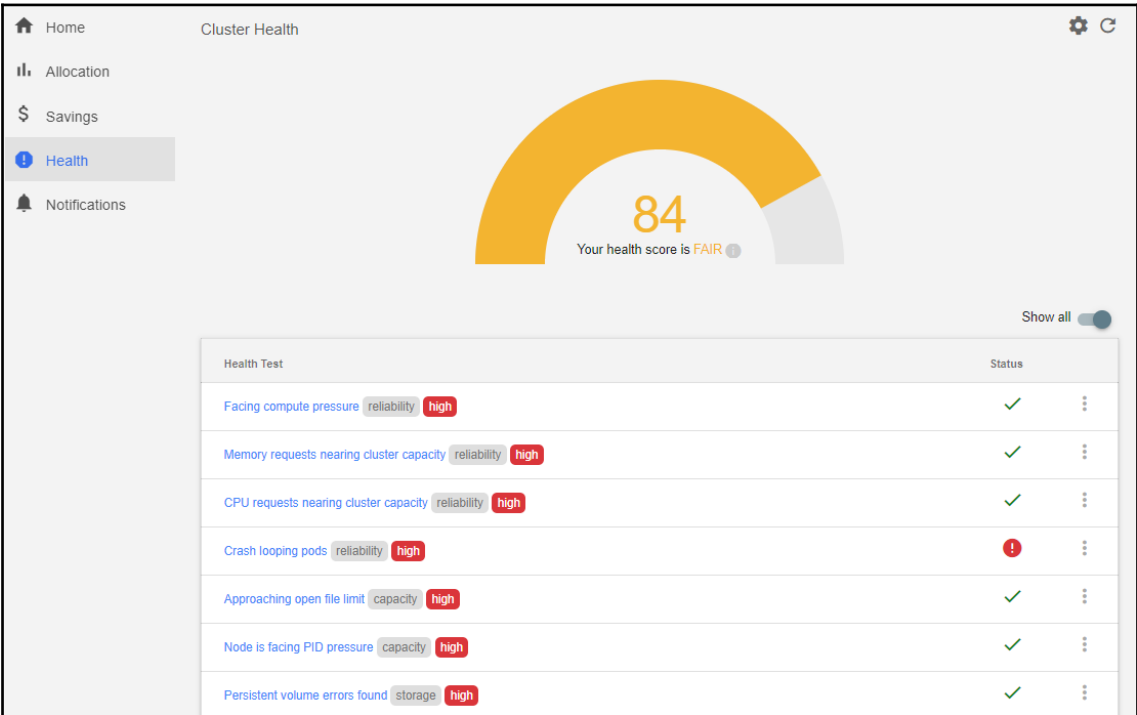 Home
Cluster Health
Allocation
Savings
Health
Notifications
84
Your health score is FAIR
Show all
Health Test Status
Facing compute pressure reliability high
Memory requests nearing cluster capacity reliability high
CPU requests nearing cluster capacity reliability high
Crash looping pods reliability high
Approaching open file limit capacity high
Node is facing PID pressure capacity high
Persistent volume errors found storage high